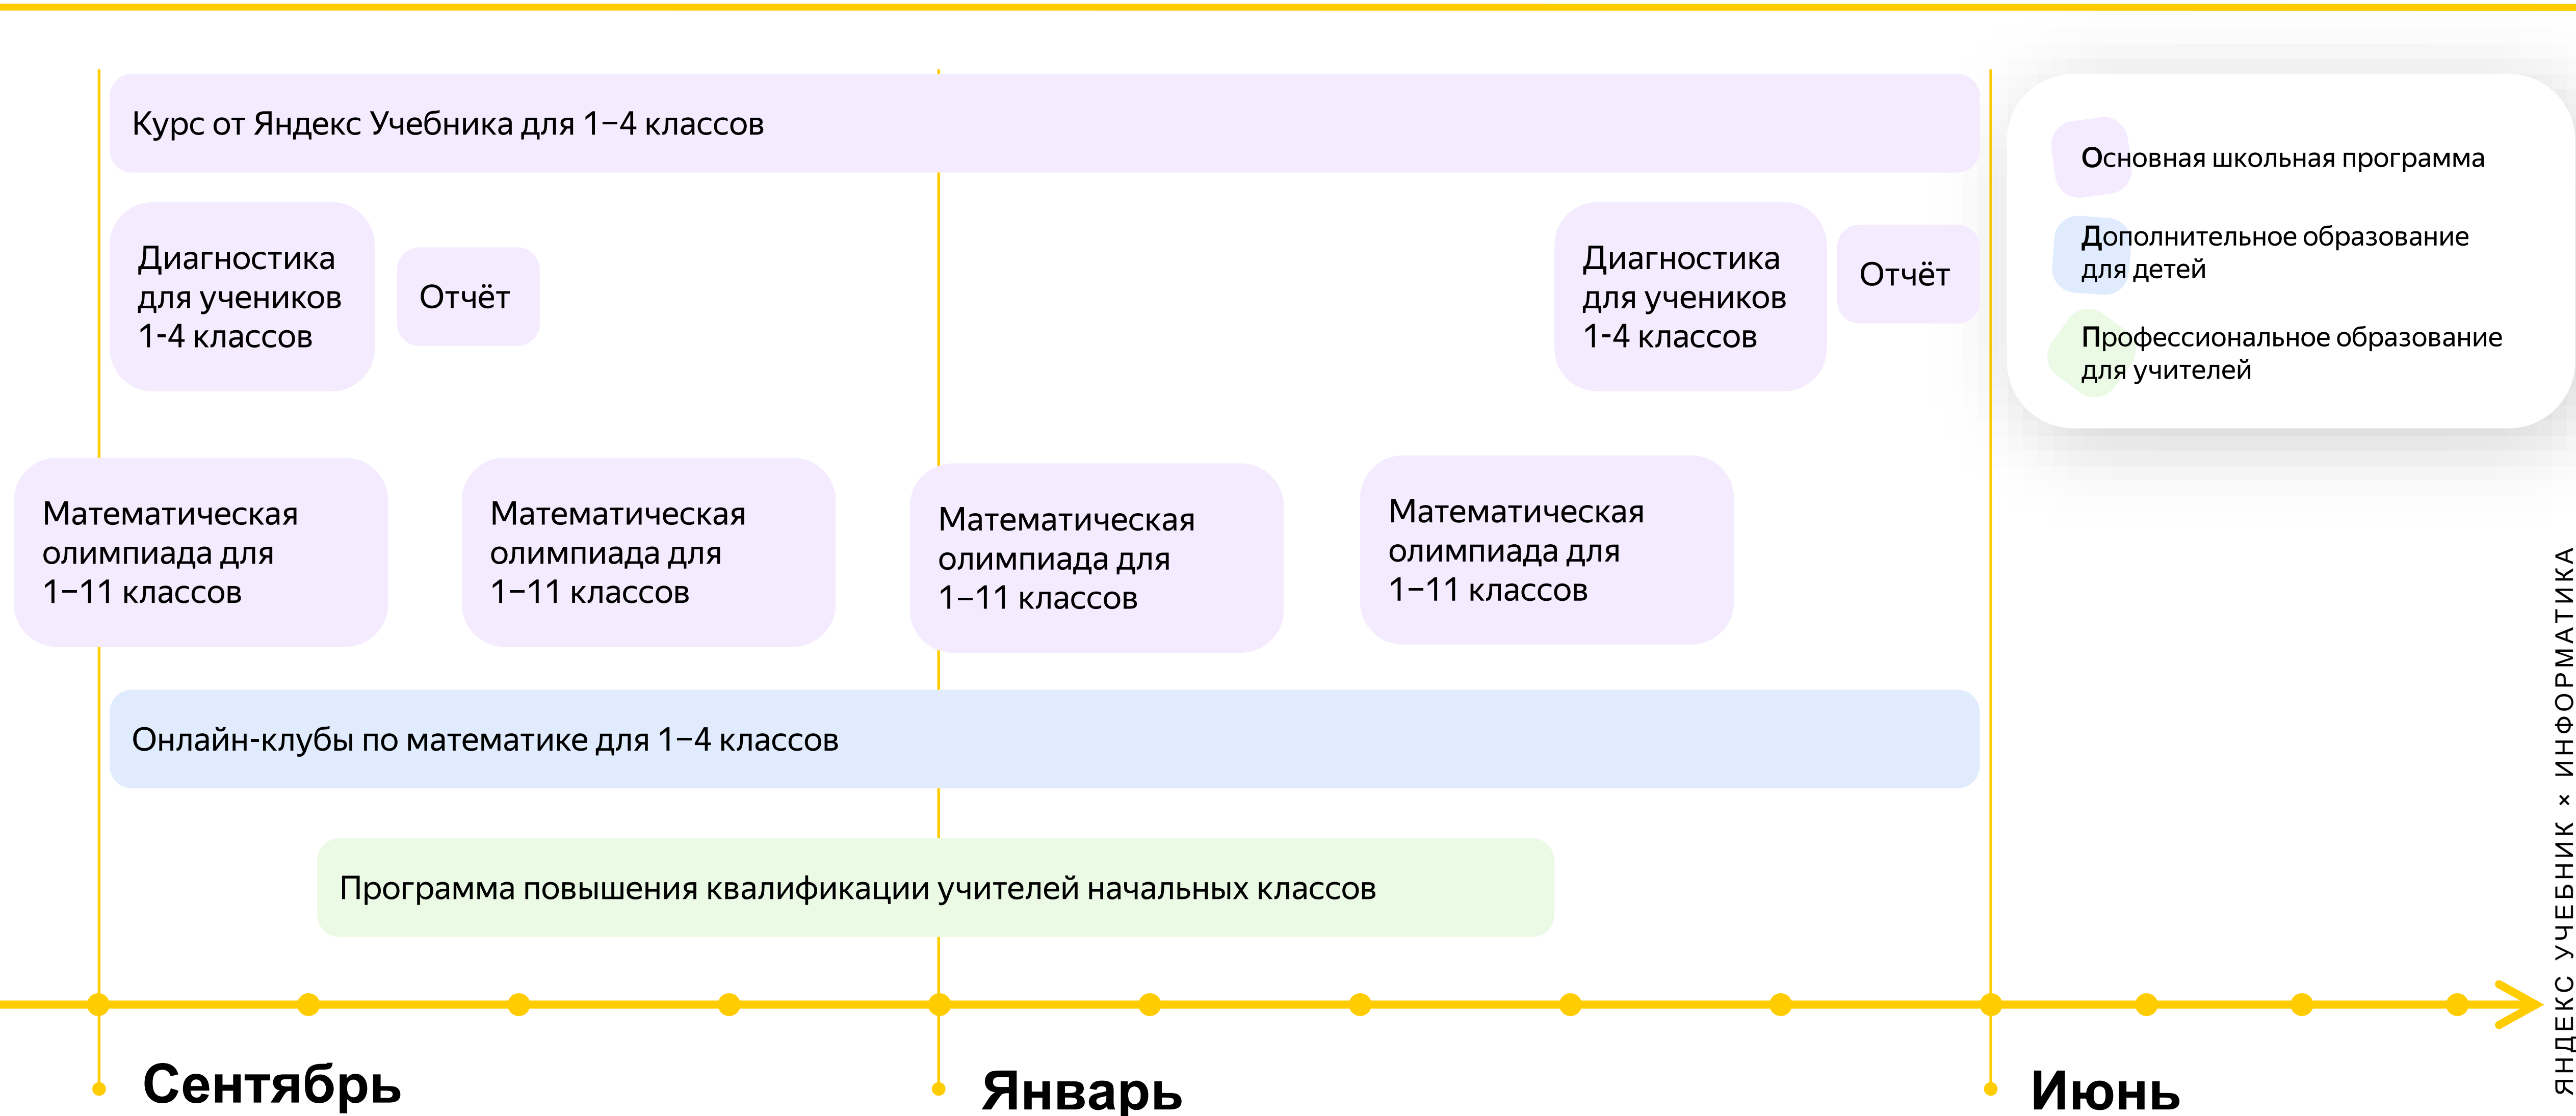 Курс от Яндекс Учебника для 1–4 классов
Диагностика
для учеников
1-4 классов
Отчёт
Диагностика
для учеников
1-4 классов
Отчёт
Основная школьная программа
Дополнительное образование
для детей
Профессиональное образование
для учителей
Математическая
олимпиада для
1–11 классов
Математическая
олимпиада для
1–11 классов
Математическая
олимпиада для
1–11 классов
Математическая
олимпиада для
1–11 классов
Онлайн-клубы по математике для 1–4 классов
Программа повышения квалификации учителей начальных классов
Сентябрь
Январь
Июнь
ЯНДЕКС УЧЕБНИК × ИНФОРМАТИКА